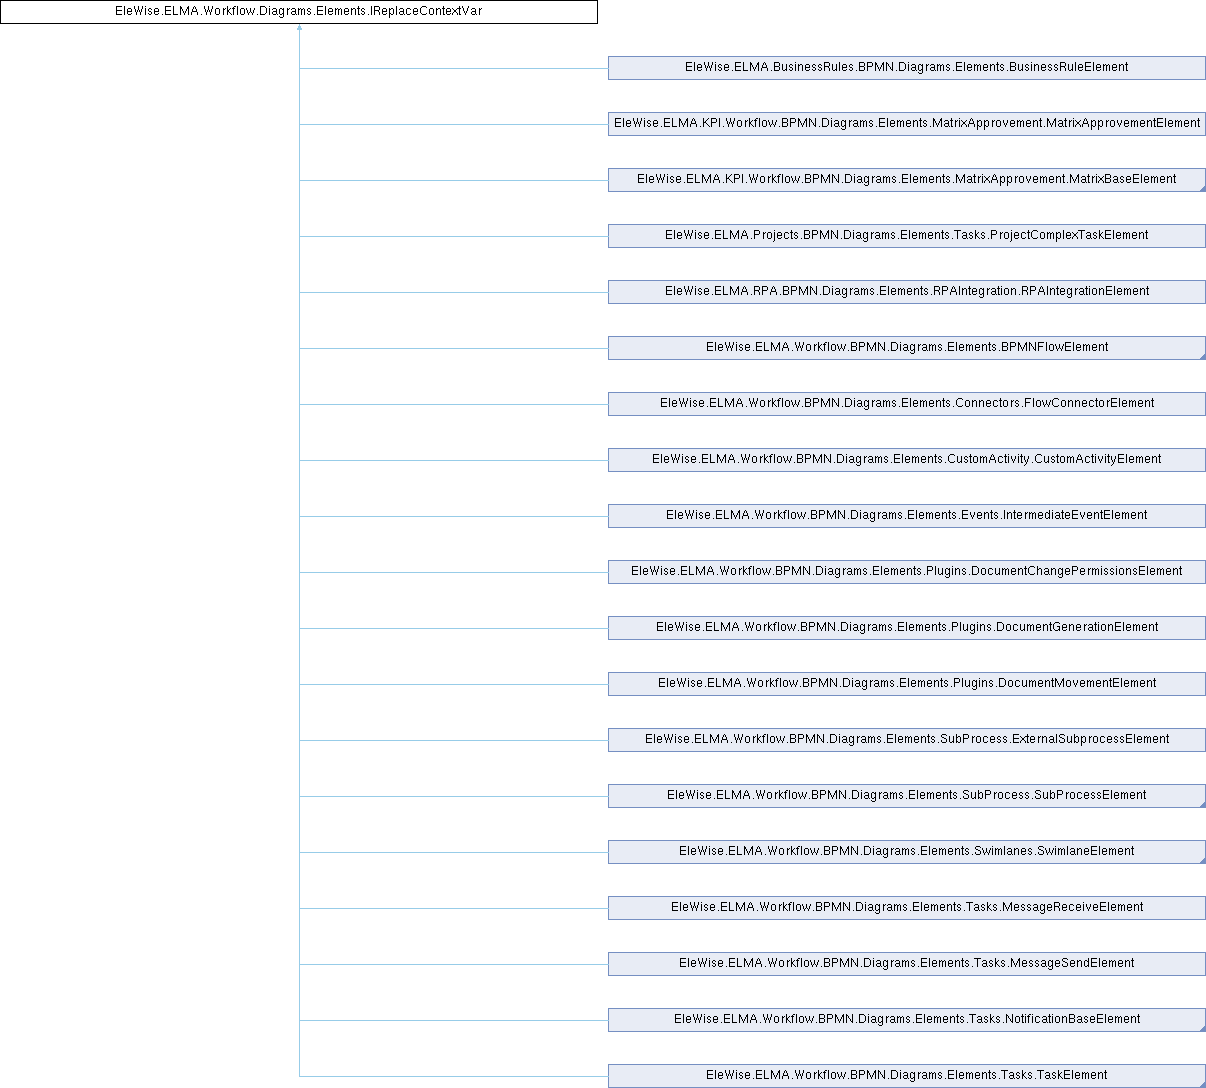 EleWise.ELMA.Workflow.Diagrams.Elements.IReplaceContextVar
EleWise.ELMA.BusinessRules.BPMN.Diagrams.Elements.BusinessRuleElement
EleWise.ELMA.KPI.Workflow.BPMN.Diagrams.Elements.MatrixApprovement.MatrixApprovementElement
EleWise.ELMA.KPI.Workflow.BPMN.Diagrams.Elements.MatrixApprovement.MatrixBaseElement
EleWise.ELMA.Projects.BPMN.Diagrams.Elements.Tasks.ProjectComplexTaskElement
EleWise.ELMA.RPA.BPMN.Diagrams.Elements.RPAIntegration.RPAIntegrationElement
EleWise.ELMA.Workflow.BPMN.Diagrams.Elements.BPMNFlowElement
EleWise.ELMA.Workflow.BPMN.Diagrams.Elements.Connectors.FlowConnectorElement
EleWise.ELMA.Workflow.BPMN.Diagrams.Elements.CustomActivity.CustomActivityElement
EleWise.ELMA.Workflow.BPMN.Diagrams.Elements.Events.IntermediateEventElement
EleWise.ELMA.Workflow.BPMN.Diagrams.Elements.Plugins.DocumentChangePermissionsElement
EleWise.ELMA.Workflow.BPMN.Diagrams.Elements.Plugins.DocumentGenerationElement
EleWise.ELMA.Workflow.BPMN.Diagrams.Elements.Plugins.DocumentMovementElement
EleWise.ELMA.Workflow.BPMN.Diagrams.Elements.SubProcess.ExternalSubprocessElement
EleWise.ELMA.Workflow.BPMN.Diagrams.Elements.SubProcess.SubProcessElement
EleWise.ELMA.Workflow.BPMN.Diagrams.Elements.Swimlanes.SwimlaneElement
EleWise.ELMA.Workflow.BPMN.Diagrams.Elements.Tasks.MessageReceiveElement
EleWise.ELMA.Workflow.BPMN.Diagrams.Elements.Tasks.MessageSendElement
EleWise.ELMA.Workflow.BPMN.Diagrams.Elements.Tasks.NotificationBaseElement
EleWise.ELMA.Workflow.BPMN.Diagrams.Elements.Tasks.TaskElement